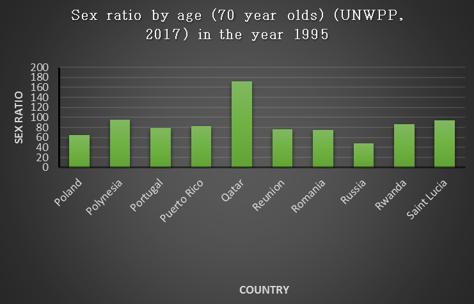 Sex ratio by age (70 year olds) (UNWPP,
2017) in the year 1995
SEX RATIO
200
180
160
140
120
100
80
60
40
20
0
Poland
Polynesia
Portugal
Puerto Rico
Qatar
Reunion
Romania
Russia
Rwanda
Saint Lucia
COUNTRY